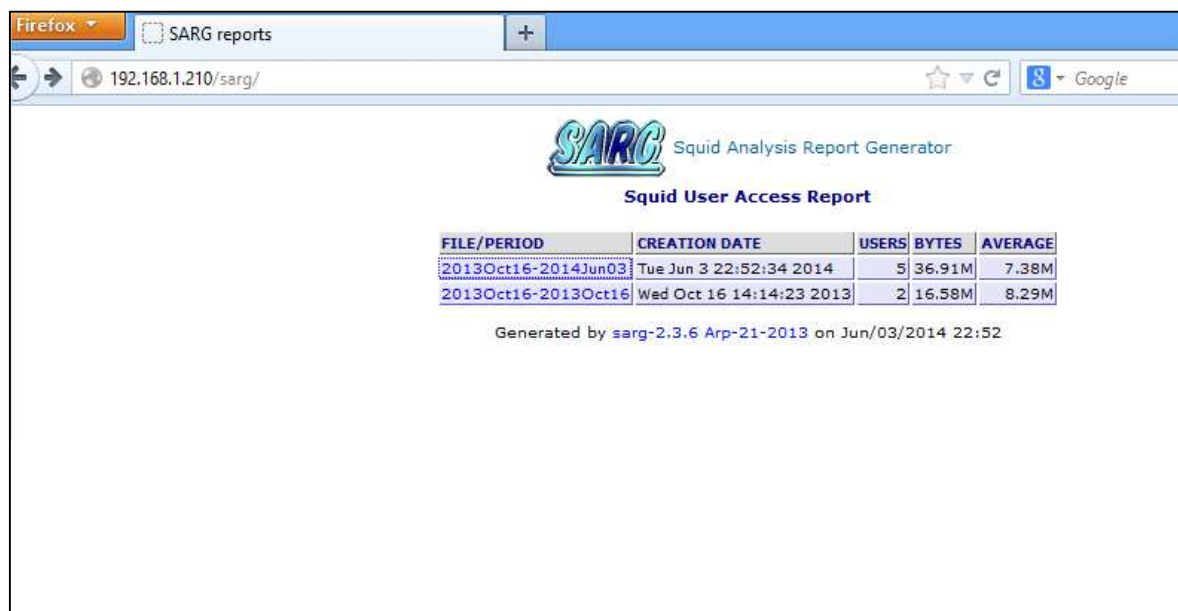 Firefox
SARG reports
192.168.1.210/sarg/
Google
SARG Squid Analysis Report Generator
Squid User Access Report
FILE/PERIOD CREATION DATE USERS BYTES AVERAGE
2013Oct16-2014Jun03 Tue Jun 3 22:52:34 2014 5 36.91M 7.38M
2013Oct16-2013Oct16 Wed Oct 16 14:14:23 2013 2 16.58M 8.29M
Generated by sarg-2.3.6 Arp-21-2013 on Jun/03/2014 22:52